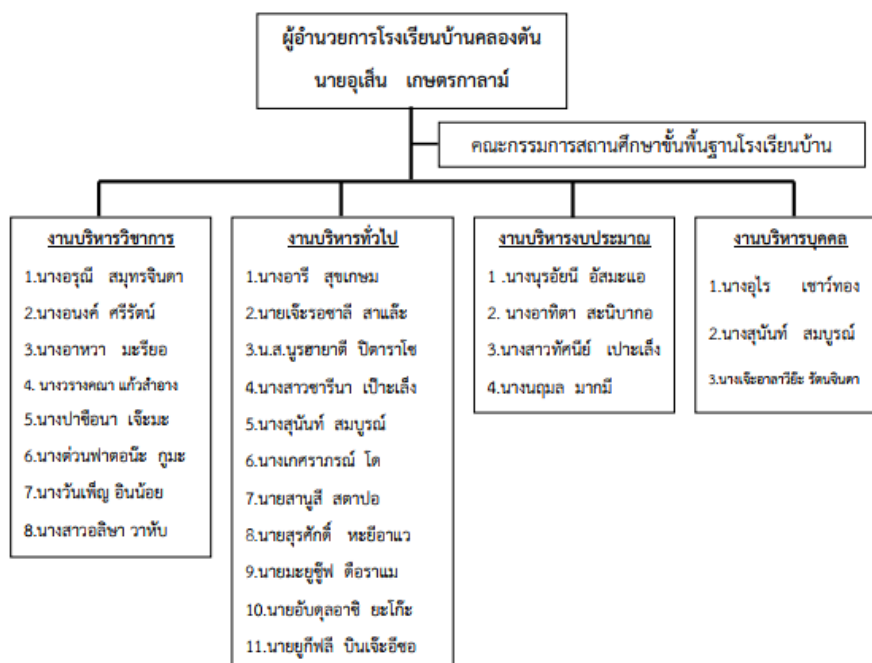 ผู้อำนวยการโรงเรียนบ้านคลองตัน
นายอุเส็น เกษตรกาลาม์
คณะกรรมการสถานศึกษาขั้นพื้นฐานโรงเรียนบ้าน
งานบริหารวิชาการ
1.นางอรุณี สมุทรจินดา
2.นางอนงค์ ศรีรัตน์
3.นางอาหวา มะรียอ
4. นางวรางคณา แก้วสำอาง
5.นางปาซือนา เจ๊ะมะ
6.นางต่วนฟาตอน๊ะ กูมะ
7.นางวันเพ็ญ อินน้อย
8.นางสาวอลิษา วาหับ
งานบริหารทั่วไป
1.นางอารี สุขเกษม
2.นายเจ๊ะรอซาลี สาแล๊ะ
3.น.ส.นูรฮายาตี ปิตาราโซ
4.นางสาวซารีนา เป๊าะเล็ง
5.นางสุนันท์ สมบูรณ์
6.นางเกศราภรณ์ โต
7.นายสานูสี สตาปอ
8.นายสุรศักดิ์ หะยีอาแว
9.นายมะยูซู๊ฟ ดือราแม
10.นายอับดุลอาซิ ยะโก๊ะ
11.นายยูกีฟลี บินเจ๊ะอีซอ
งานบริหารงบประมาณ
1 .นางนุรอัยนี อัสมะแอ
2. นางอาทิตา สะนิบากอ
3.นางสาวทัศนีย์ เปาะเล็ง
4.นางนฤมล มากมี
งานบริหารบุคคล
1.นางอุไร เชาว์ทอง
2.นางสุนันท์ สมบูรณ์
3.นางเจ๊ะอาลาวีย๊ะ รัตนจินดา